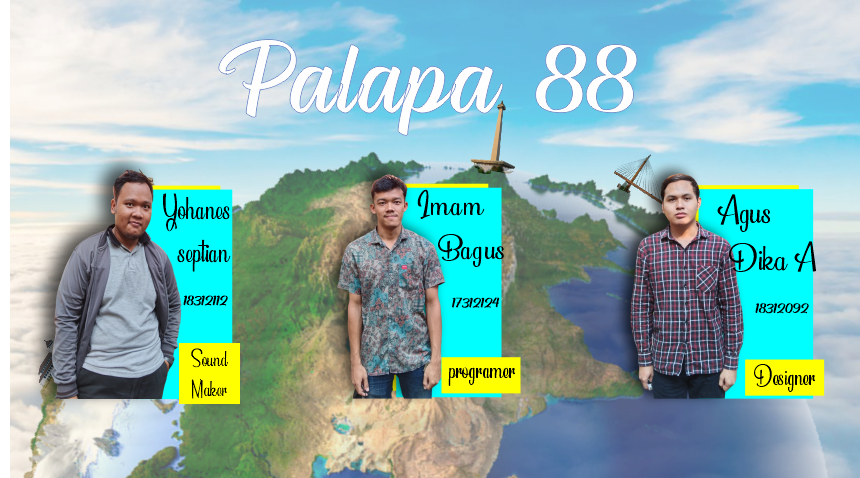 Palapa 88
Yohanes
septian
18312112
Sound
Maker
Imam
Bagus
17312124
programer
Agus
Dika A
18312092
Designer